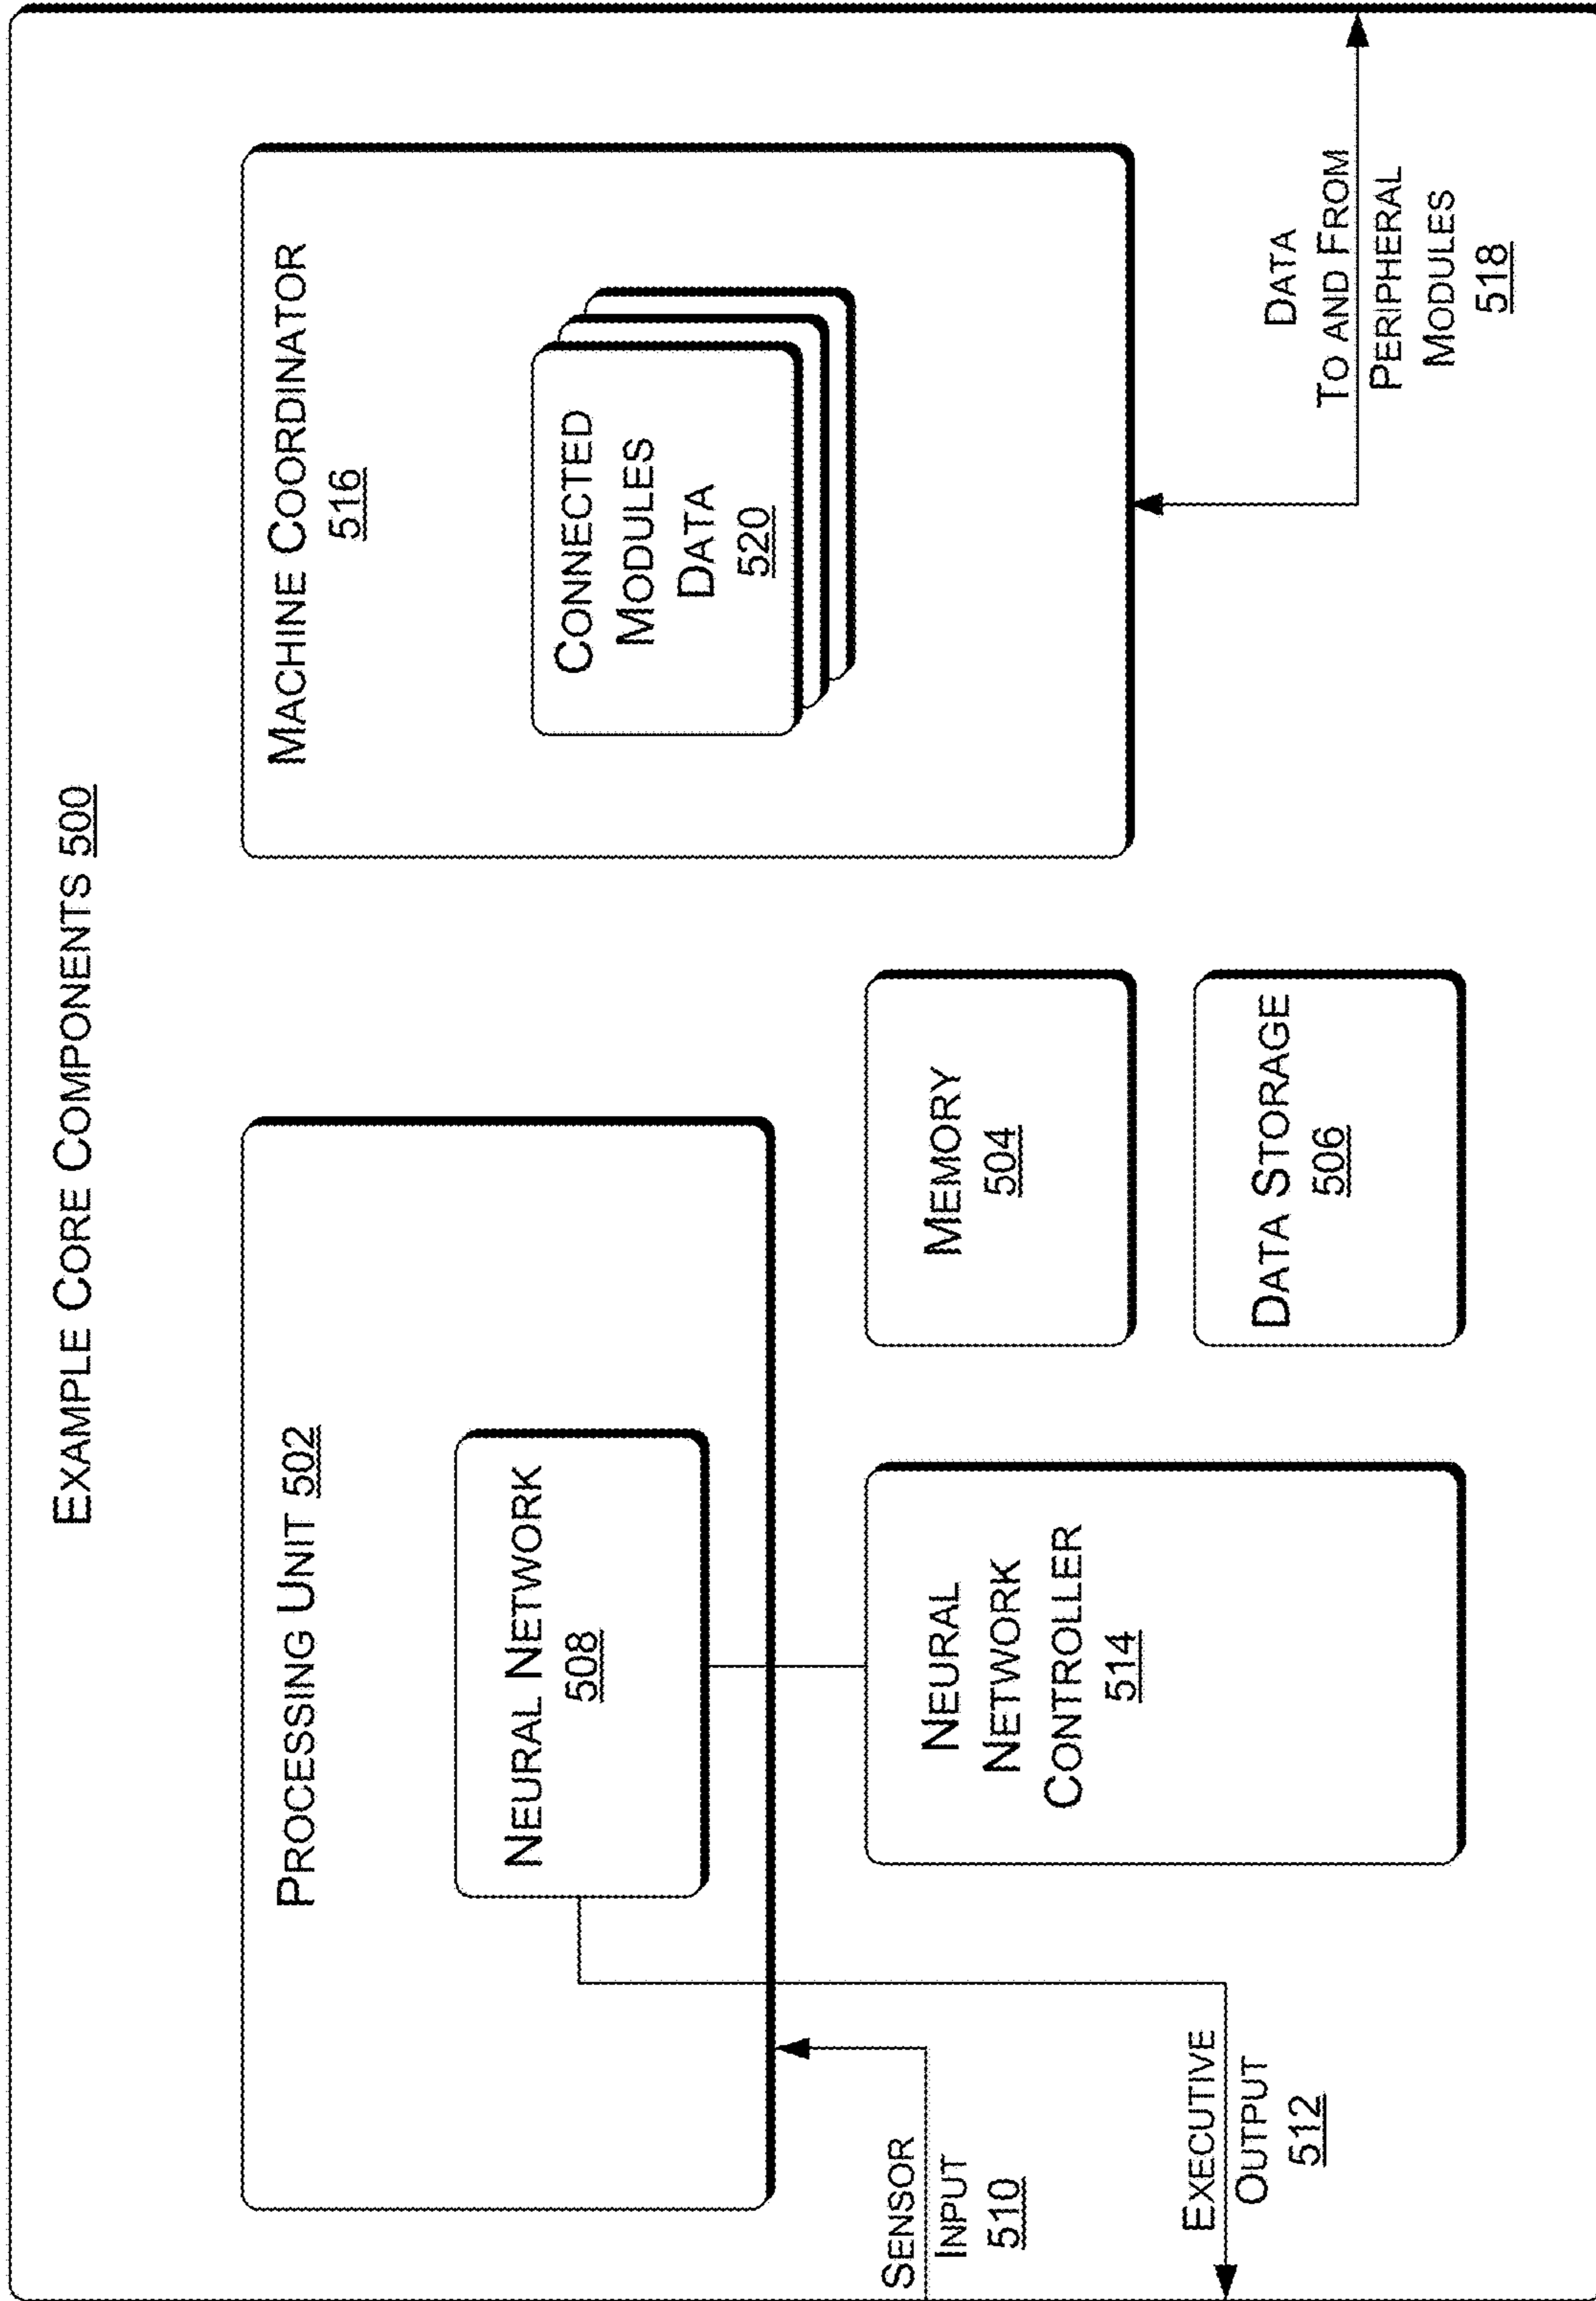 EXAMPLE CORE COMPONENTS 500
PROCESSING UNIT 502
NEURAL NETWORK
508
SENSOR
INPUT
510
EXECUTIVE
OUTPUT
512
NEURAL
NETWORK
CONTROLLER
514
MEMORY
504
DATA STORAGE
506
MACHINE COORDINATOR
516
CONNECTED
MODULES
DATA
520
DATA
TO AND FROM
PERIPHERAL
MODULES
518